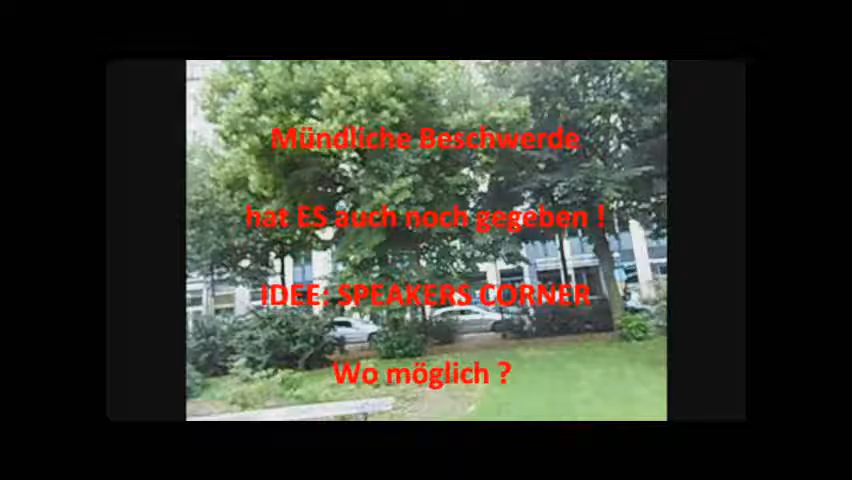 Mündliche Beschwerde
hat ES auch noch gegeben !
IDEE: SPEAKERS CORNER
Wo möglich ?